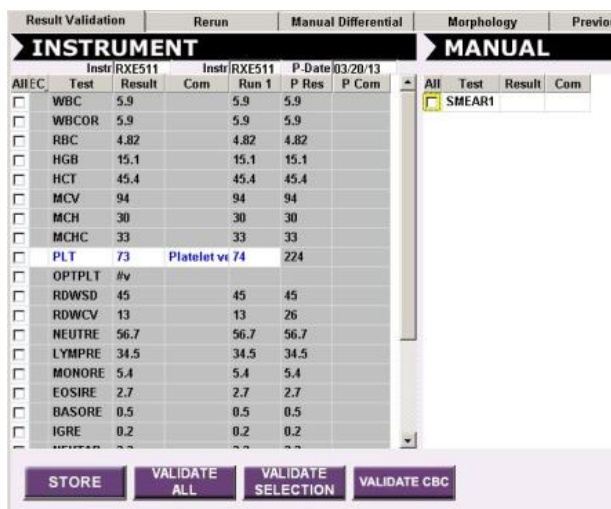 Result Validation Rerun Manual Differential Morphology Previo
INSTRUMENT MANUAL
Instr RXE511 Instr RXE511 P-Date 03/20/13
All EC Test Result Com Run 1 P Res P Com All Test Result Com
WBC 5.9 5.9 5.9 SMEAR1
WBCOR 5.9 5.9 5.9
RBC 4.82 4.82 4.82
HGB 15.1 15.1 15.1
HCT 45.4 45.4 45.4
MCV 94 94 94
MCH 30 30 30
MCHC 33 33 33
PLT 73 Platelet ve 74 224
OPTPLT #v
RDWSD 45 45 45
RDWCV 13 13 26
NEUTRE 56.7 56.7 56.7
LYMPRE 34.5 34.5 34.5
MONORE 5.4 5.4 5.4
EOSIRE 2.7 2.7 2.7
BASORE 0.5 0.5 0.5
IGRE 0.2 0.2 0.2
STORE VALIDATE ALL VALIDATE SELECTION VALIDATE CBC